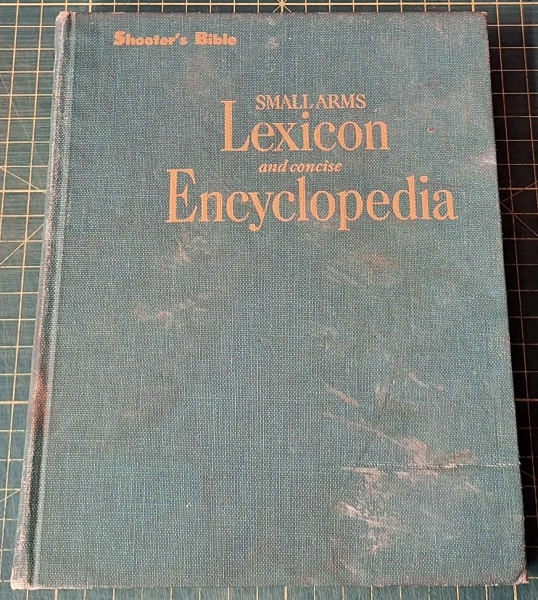 Shooter's Bible
SMALL ARMS
Lexicon
and concise
Encyclopedia